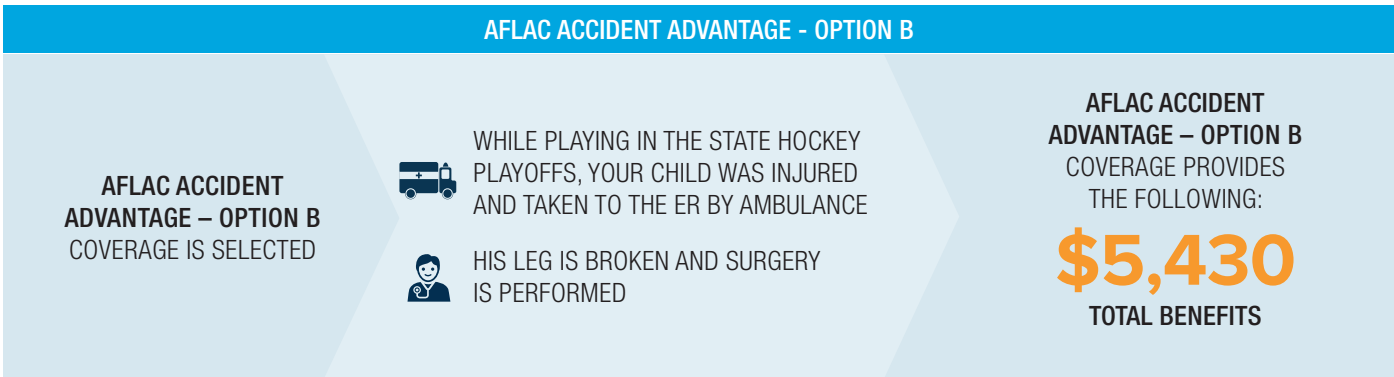 AFLAC ACCIDENT ADVANTAGE - OPTION B
AFLAC ACCIDENT
ADVANTAGE – OPTION B
COVERAGE IS SELECTED
WHILE PLAYING IN THE STATE HOCKEY
PLAYOFFS, YOUR CHILD WAS INJURED
AND TAKEN TO THE ER BY AMBULANCE
HIS LEG IS BROKEN AND SURGERY
IS PERFORMED
AFLAC ACCIDENT
ADVANTAGE – OPTION B
COVERAGE PROVIDES
THE FOLLOWING:
$5,430
TOTAL BENEFITS